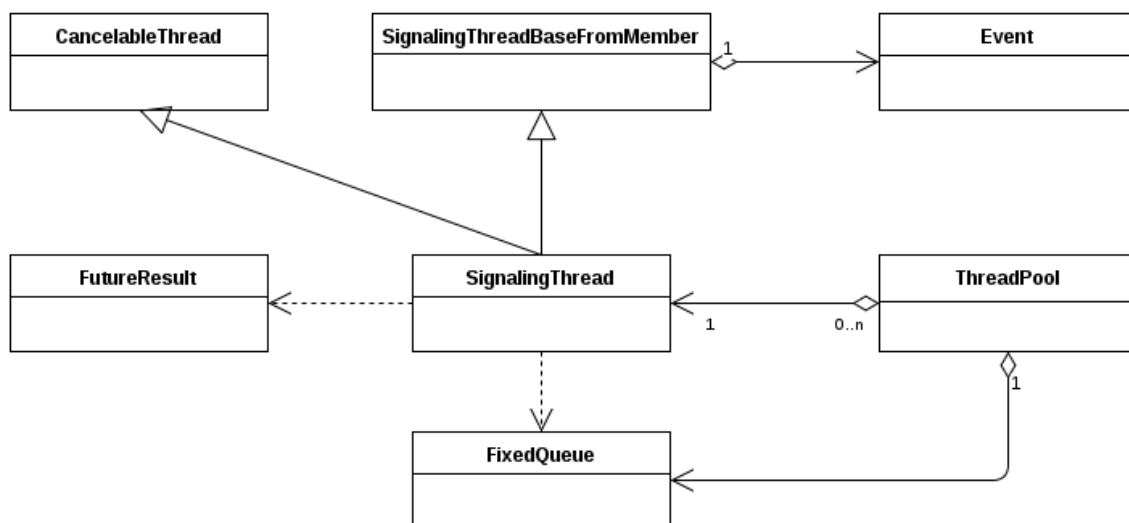 CancelableThread
SignalingThreadBaseFromMember
1
Event
FutureResult
SignalingThread
ThreadPool
1
0..n
1
FixedQueue